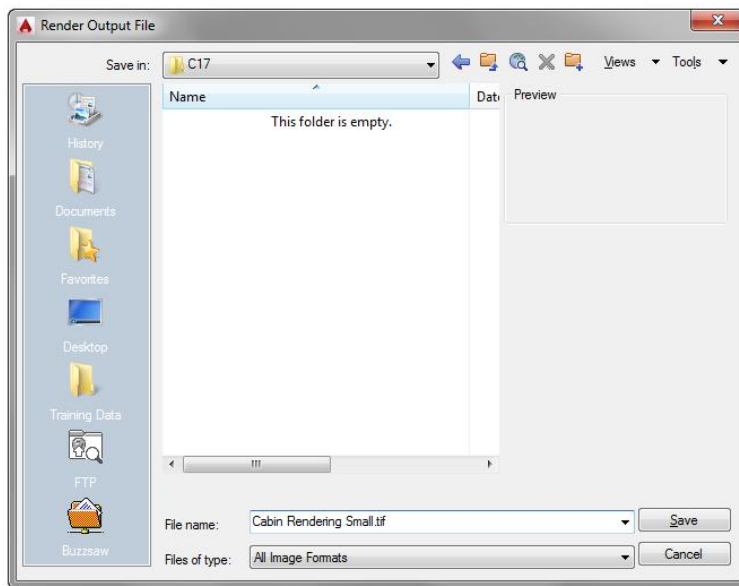 Render Output File
Save in: C17 Views Tools
Name Date Preview
This folder is empty.
History
Documents
Favorites
Desktop
Training Data
FTP
Buzzsaw
File name: Cabin Rendering Small.tif Save
Files of type: All Image Formats Cancel